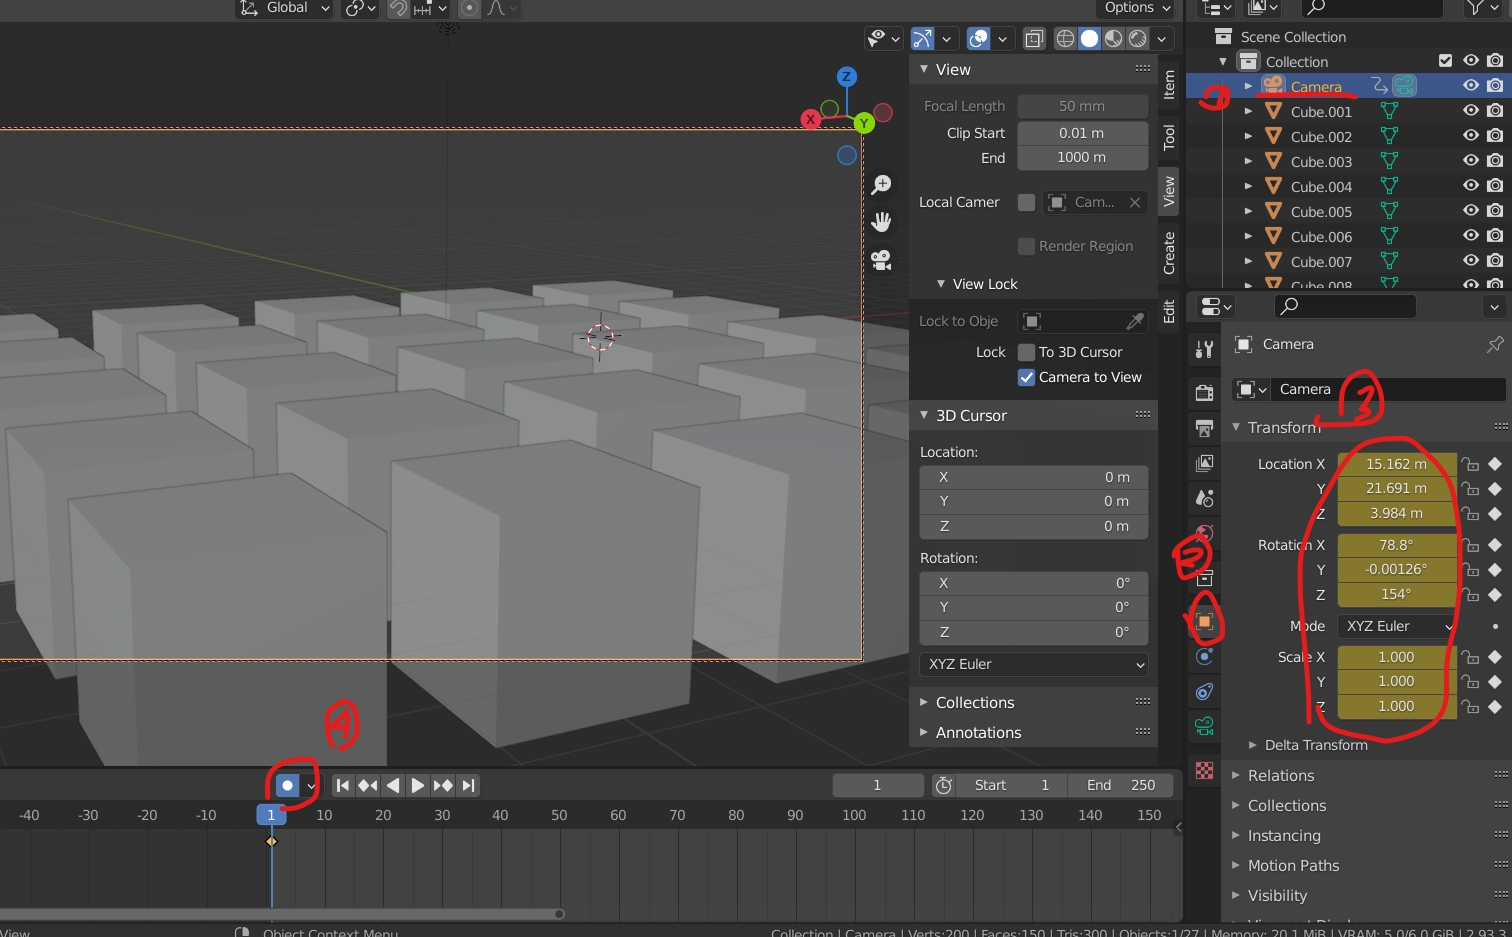 Global
Options
View
Focal Length 50 mm
Clip Start 0.01 m
End 1000 m
Local Camer Cam...
Render Region
View Lock
Lock to Obje
Lock To 3D Cursor
Camera to View
3D Cursor
Location:
X 0 m
Y 0 m
Z 0 m
Rotation:
X 0°
Y 0°
Z 0°
XYZ Euler
Collections
Annotations
Item
Tool
View
Create
Edit
Z
X
Y
Scene Collection
Collection
1 Camera
Cube.001
Cube.002
Cube.003
Cube.004
Cube.005
Cube.006
Cube.007
Cube.008
Camera
Camera
3
Transform
Location X 15.162 m
Y 21.691 m
Z 3.984 m
Rotation X 78.8°
Y -0.00126°
Z 154°
Mode XYZ Euler
Scale X 1.000
Y 1.000
Z 1.000
2
Delta Transform
Relations
Collections
Instancing
Motion Paths
Visibility
4
1 Start 1 End 250
-40 -30 -20 -10 1 10 20 30 40 50 60 70 80 90 100 110 120 130 140 150
View Object Context Menu Collection | Camera | Verts:200 | Faces:150 | Tris:300 | Objects:1/27 | Memory: 20.1 MiB | VRAM: 5.0/6.0 GiB | 2.93.3